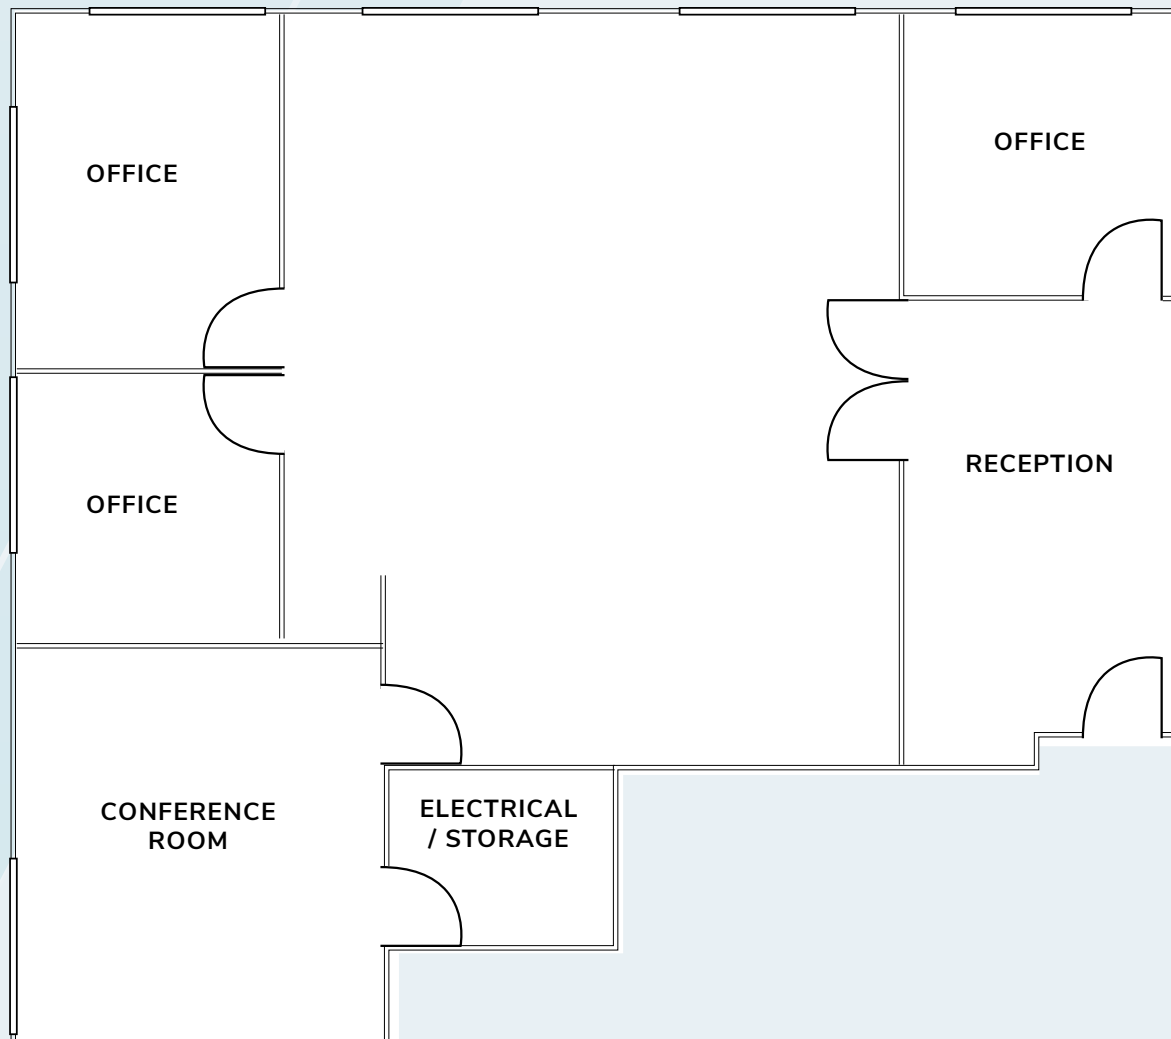 OFFICE
OFFICE
RECEPTION
OFFICE
CONFERENCE
ROOM
ELECTRICAL
/ STORAGE